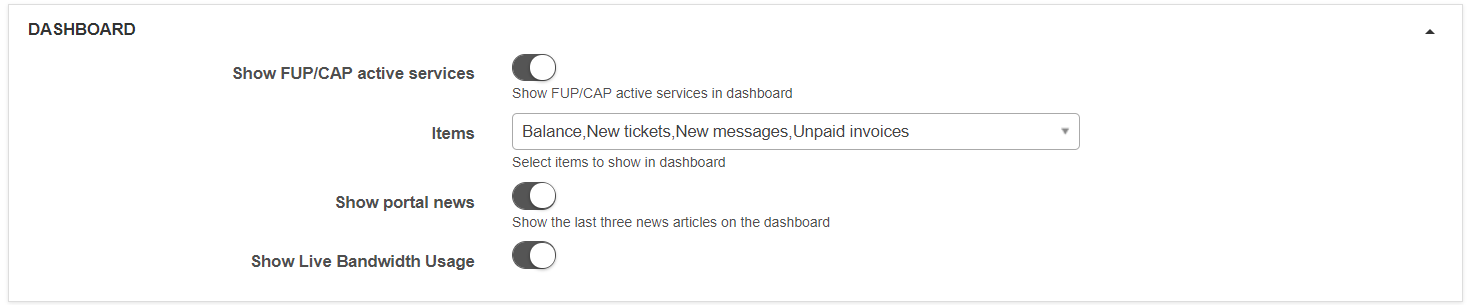 DASHBOARD
Show FUP/CAP active services
Show FUP/CAP active services in dashboard
Items
Balance,New tickets,New messages,Unpaid invoices
Select items to show in dashboard
Show portal news
Show the last three news articles on the dashboard
Show Live Bandwidth Usage